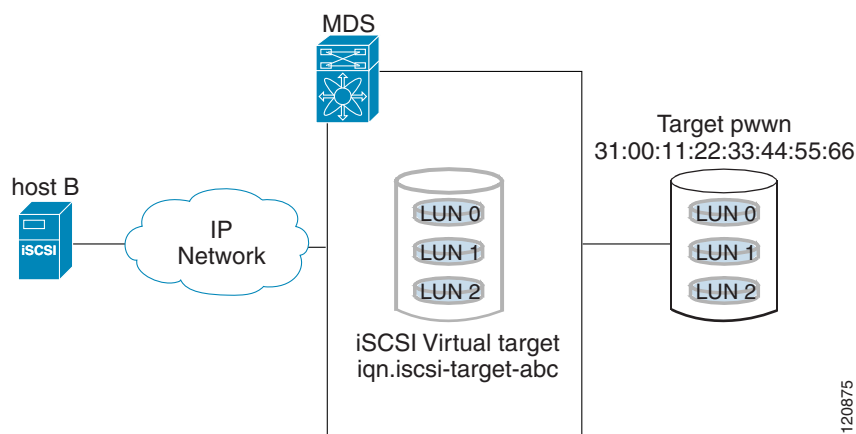 MDS
Target pwwn
31:00:11:22:33:44:55:66
host B
iSCSI
IP
Network
LUN 0
LUN 1
LUN 2
LUN 0
LUN 1
LUN 2
iSCSI Virtual target
iqn.iscsi-target-abc
120875